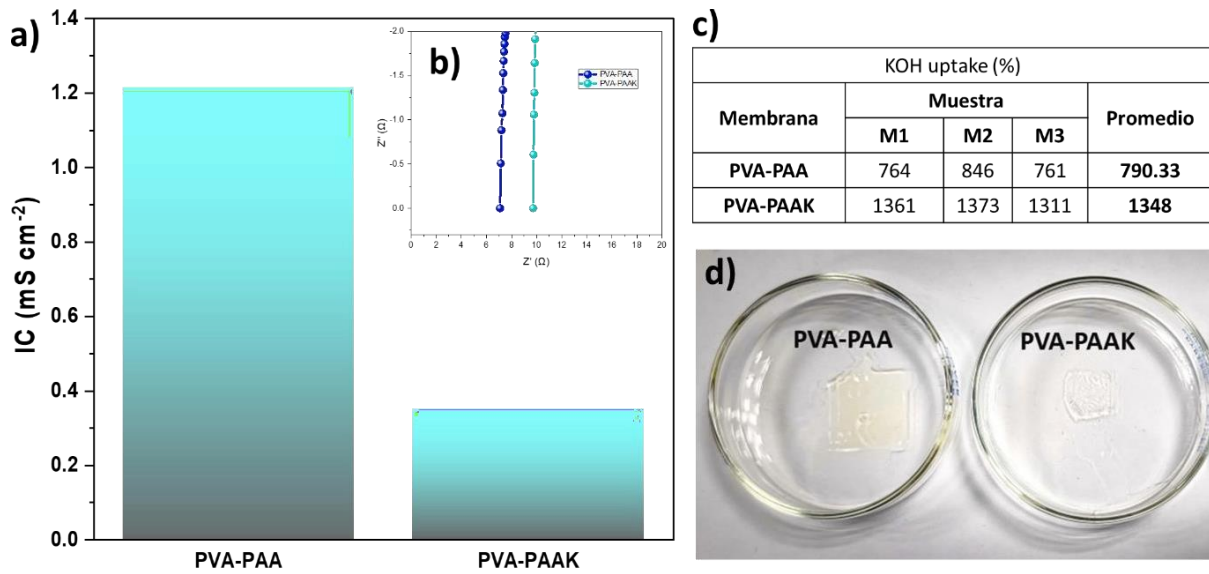 a)
1.4
1.2
1.0
0.8
0.6
0.4
0.2
0.0
IC (mS cm⁻²)
PVA-PAA
PVA-PAAK
b)
-2.0
-1.5
-1.0
-0.5
0.0
Z'' (Ω)
PVA-PAA
PVA-PAAK
0 2 4 6 8 10 12 14 16 18 20
Z' (Ω)
c)
KOH uptake (%)
Membrana Muestra Promedio
M1 M2 M3
PVA-PAA 764 846 761 790.33
PVA-PAAK 1361 1373 1311 1348
d)
PVA-PAA
PVA-PAAK